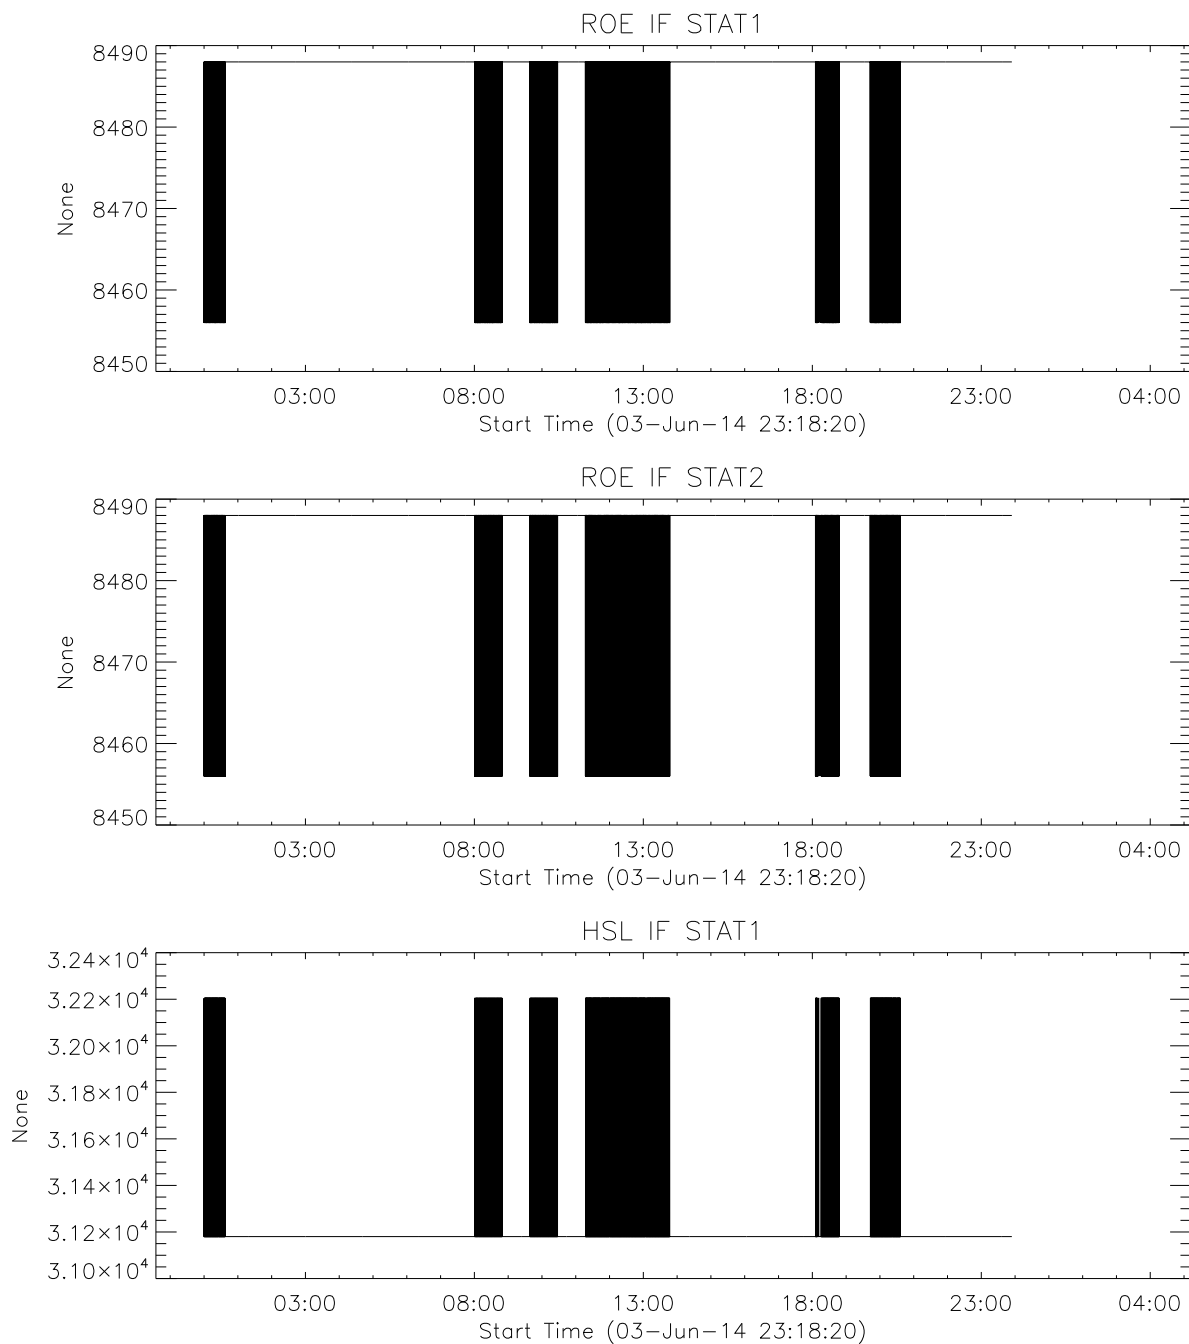 ROE IF STAT1
8490
8480
8470
8460
8450
None
03:00 08:00 13:00 18:00 23:00 04:00
Start Time (03-Jun-14 23:18:20)
ROE IF STAT2
8490
8480
8470
8460
8450
None
03:00 08:00 13:00 18:00 23:00 04:00
Start Time (03-Jun-14 23:18:20)
HSL IF STAT1
3.24×10⁴
3.22×10⁴
3.20×10⁴
3.18×10⁴
3.16×10⁴
3.14×10⁴
3.12×10⁴
3.10×10⁴
None
03:00 08:00 13:00 18:00 23:00 04:00
Start Time (03-Jun-14 23:18:20)